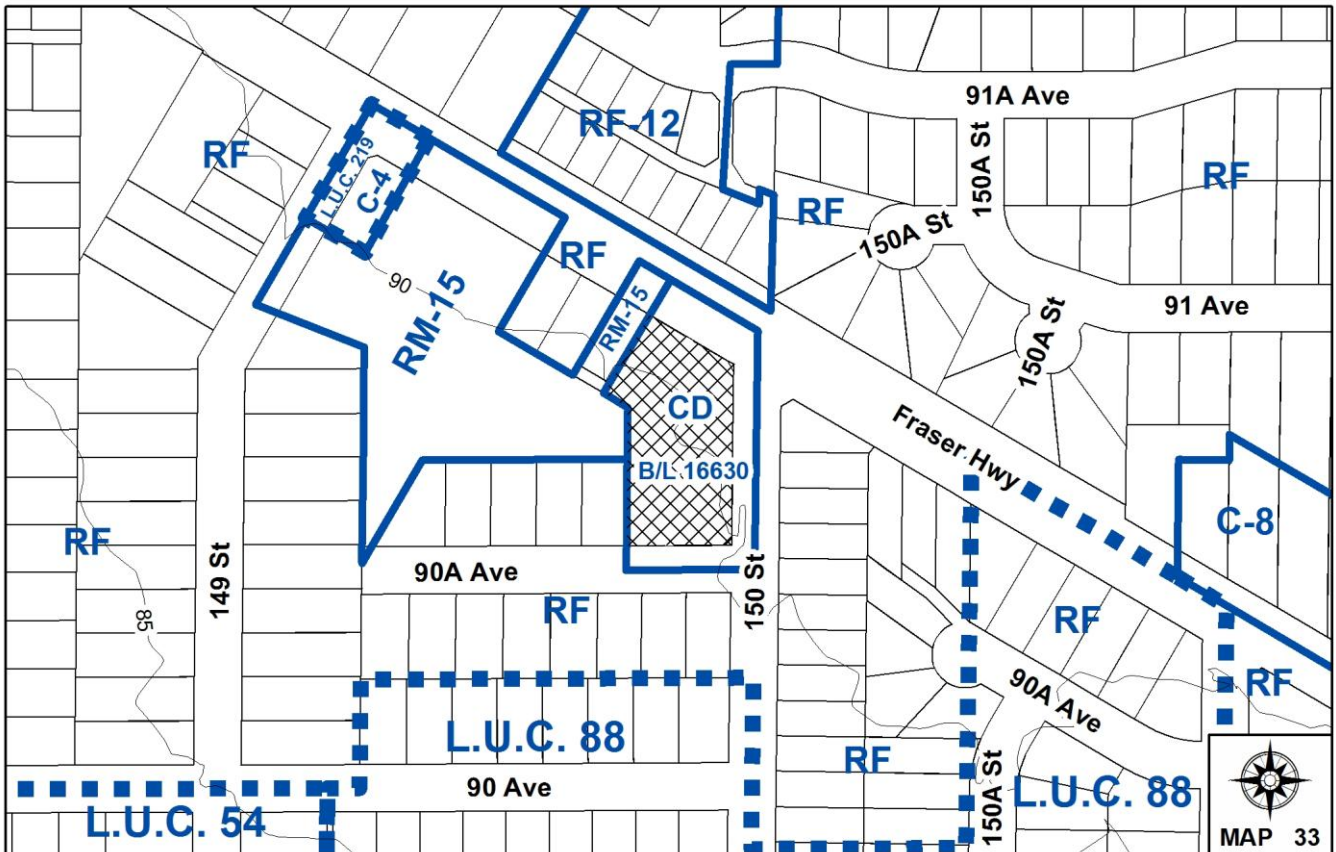 91A Ave
RF-12
RF
L.U.C. 219
C-4
150A St
RF
RF
150A St
RF
90
RM-15
RM-15
91 Ave
150A St
CD
Fraser Hwy
B/L 16630
C-8
RF
149 St
90A Ave
150 St
85
RF
RF
RF
90A Ave
L.U.C. 88
RF
150A St
90 Ave
L.U.C. 88
L.U.C. 54
MAP 33